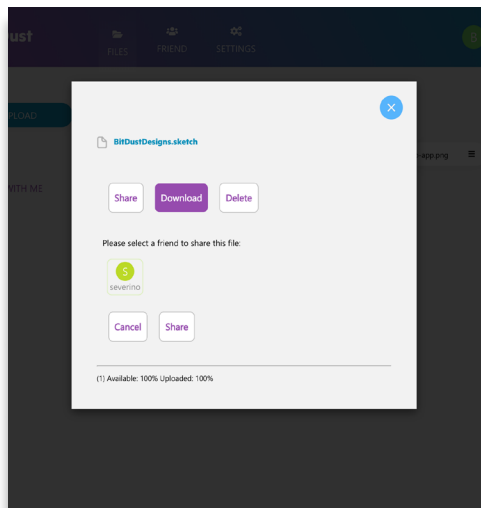 ust
FILES FRIEND SETTINGS
B
PLOAD
BitDustDesigns.sketch
-app.png
WITH ME
Share Download Delete
Please select a friend to share this file:
S
severino
Cancel Share
(1) Available: 100% Uploaded: 100%